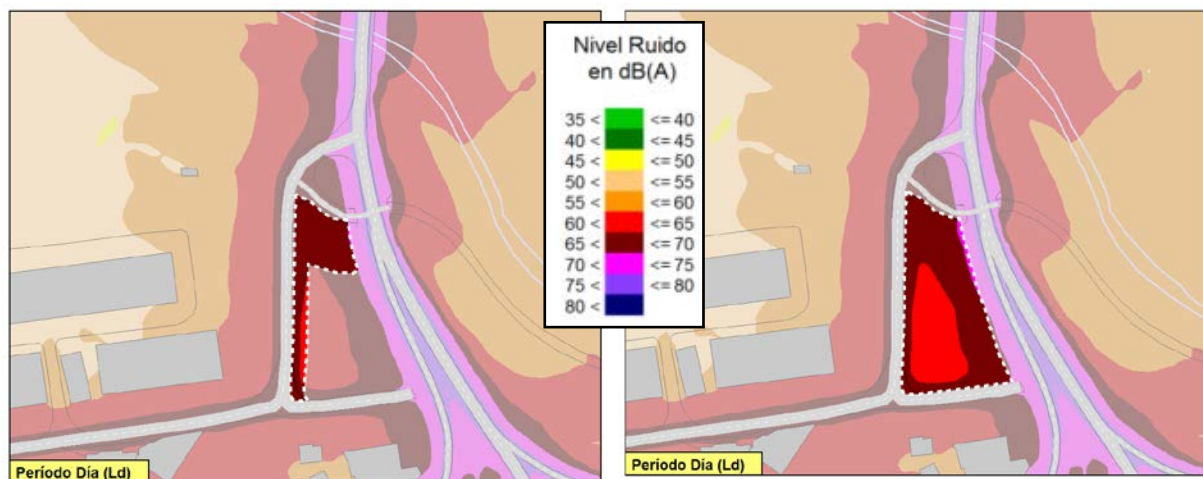 Nivel Ruido
en dB(A)
35 < <= 40
40 < <= 45
45 < <= 50
50 < <= 55
55 < <= 60
60 < <= 65
65 < <= 70
70 < <= 75
75 < <= 80
80 <
Período Día (Ld)
Período Día (Ld)